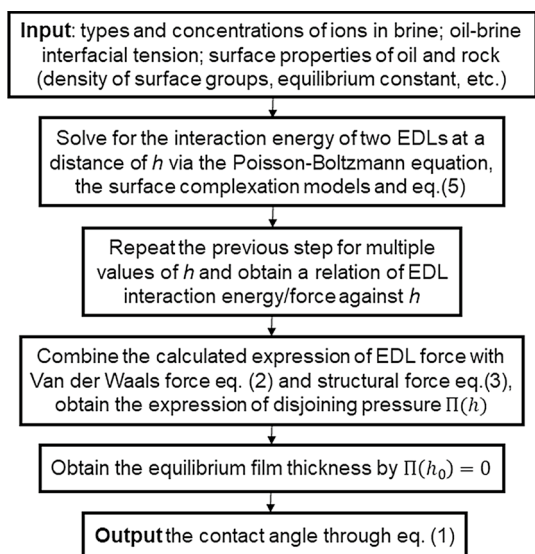 Input: types and concentrations of ions in brine; oil-brine
interfacial tension; surface properties of oil and rock
(density of surface groups, equilibrium constant, etc.)
Solve for the interaction energy of two EDLs at a
distance of h via the Poisson-Boltzmann equation,
the surface complexation models and eq.(5)
Repeat the previous step for multiple
values of h and obtain a relation of EDL
interaction energy/force against h
Combine the calculated expression of EDL force with
Van der Waals force eq. (2) and structural force eq.(3),
obtain the expression of disjoining pressure Π(h)
Obtain the equilibrium film thickness by Π(h₀) = 0
Output the contact angle through eq. (1)